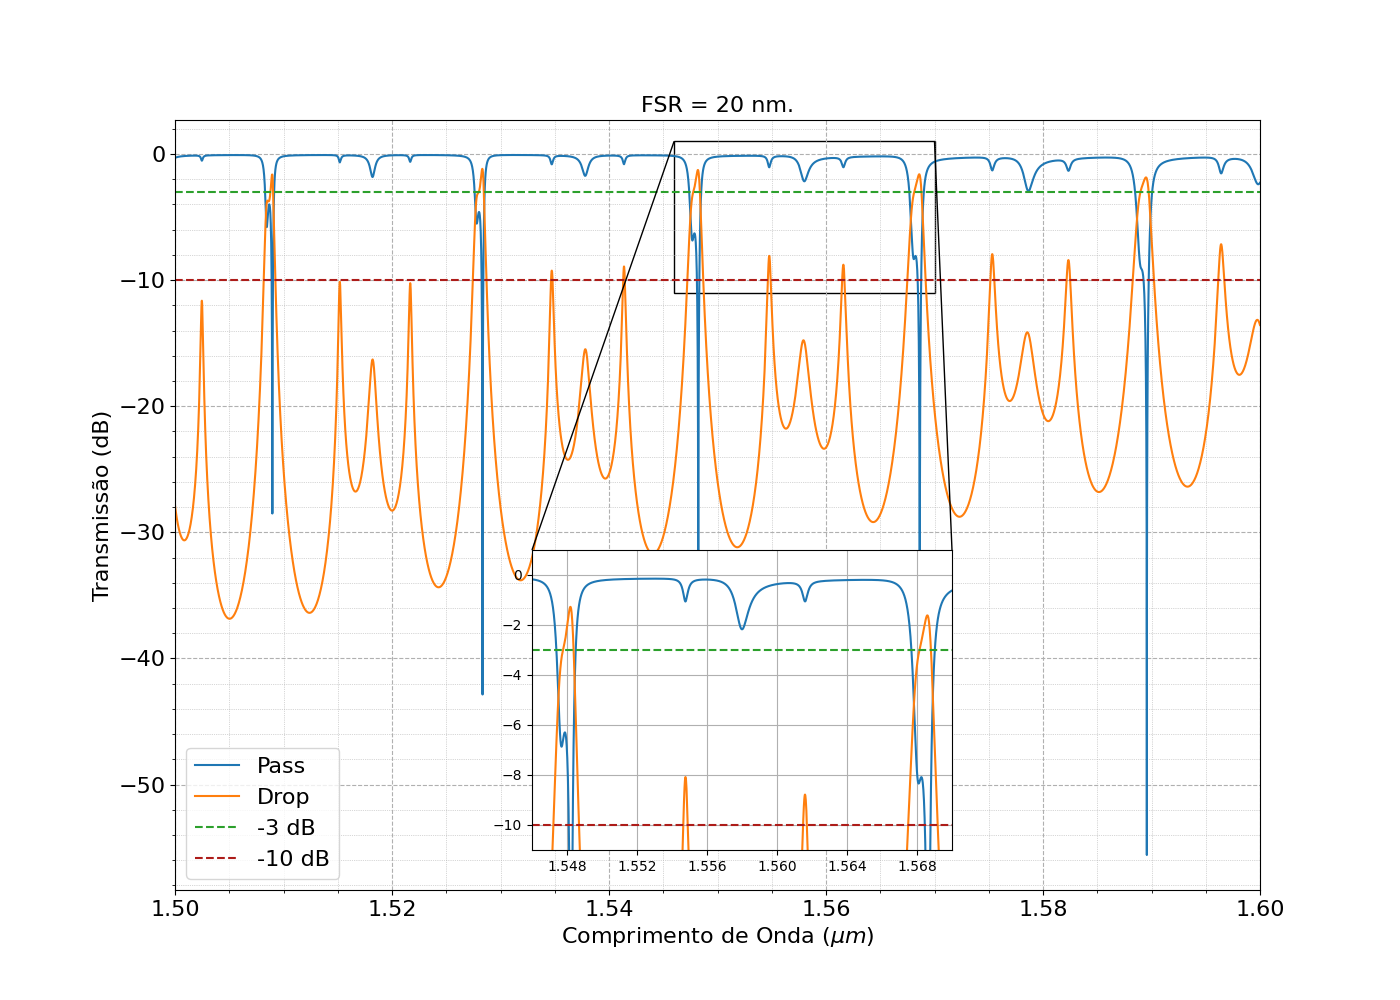 FSR = 20 nm.
Transmissão (dB)
0
−10
−20
−30
−40
−50
0
−2
−4
−6
−8
−10
1.548 1.552 1.556 1.560 1.564 1.568
Pass
Drop
-3 dB
-10 dB
1.50 1.52 1.54 1.56 1.58 1.60
Comprimento de Onda (μm)